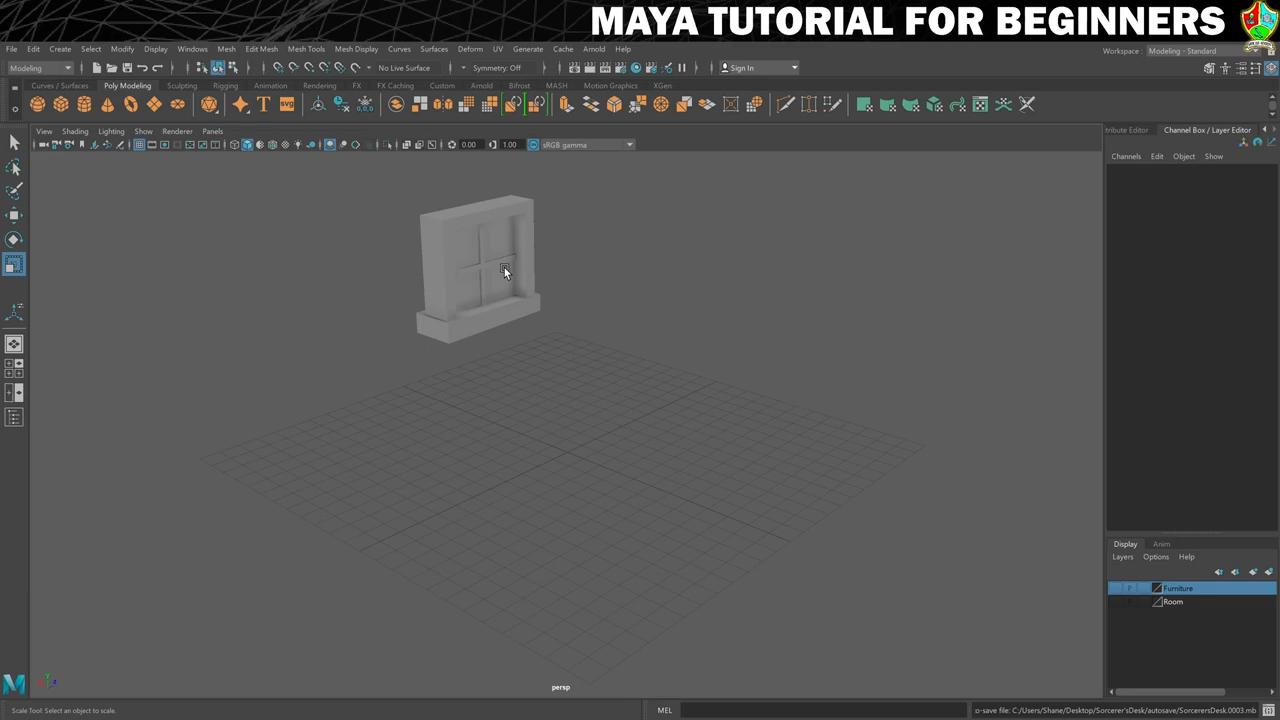 MAYA TUTORIAL FOR BEGINNERS
File Edit Create Select Modify Display Windows Mesh Edit Mesh Mesh Tools Mesh Display Curves Surfaces Deform UV Generate Cache Arnold Help
Workspace : Modeling - Standard
Modeling No Live Surface Symmetry: Off Sign In
Curves / Surfaces Poly Modeling Sculpting Rigging Animation Rendering FX FX Caching Custom Arnold Bifrost MASH Motion Graphics XGen
svg
View Shading Lighting Show Renderer Panels
tribute Editor Channel Box / Layer Editor
0.00 1.00 sRGB gamma
Channels Edit Object Show
Display Anim
Layers Options Help
P Furniture
Room
persp
Scale Tool: Select an object to scale.
MEL
o-save file: C:/Users/Shane/Desktop/Sorcerer'sDesk/autosave/SorcerersDesk.0003.mb